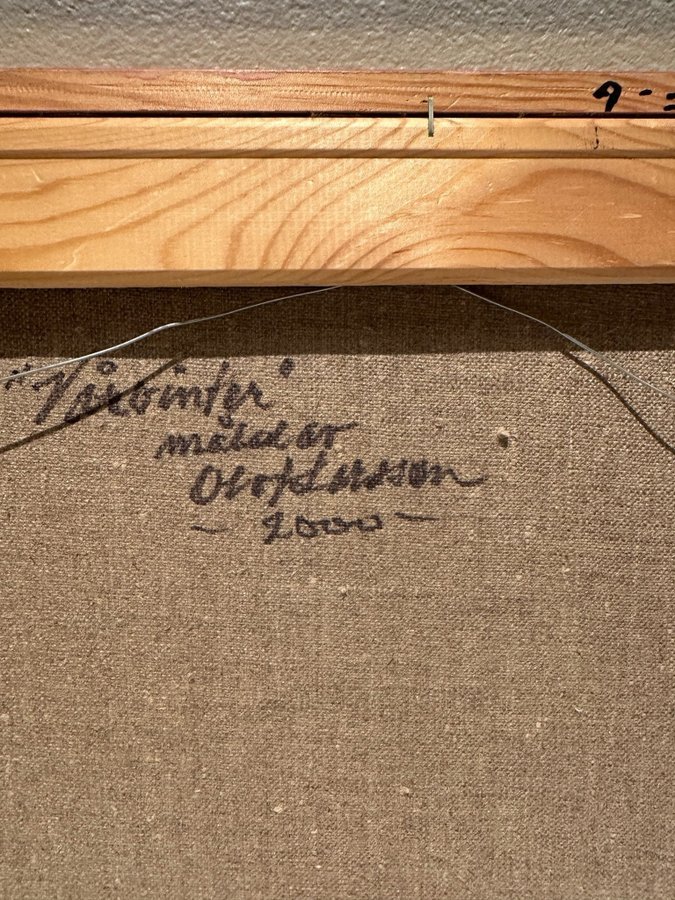 9-
"Vårvinter"
målad av
Olof Larsson
- 2000 -